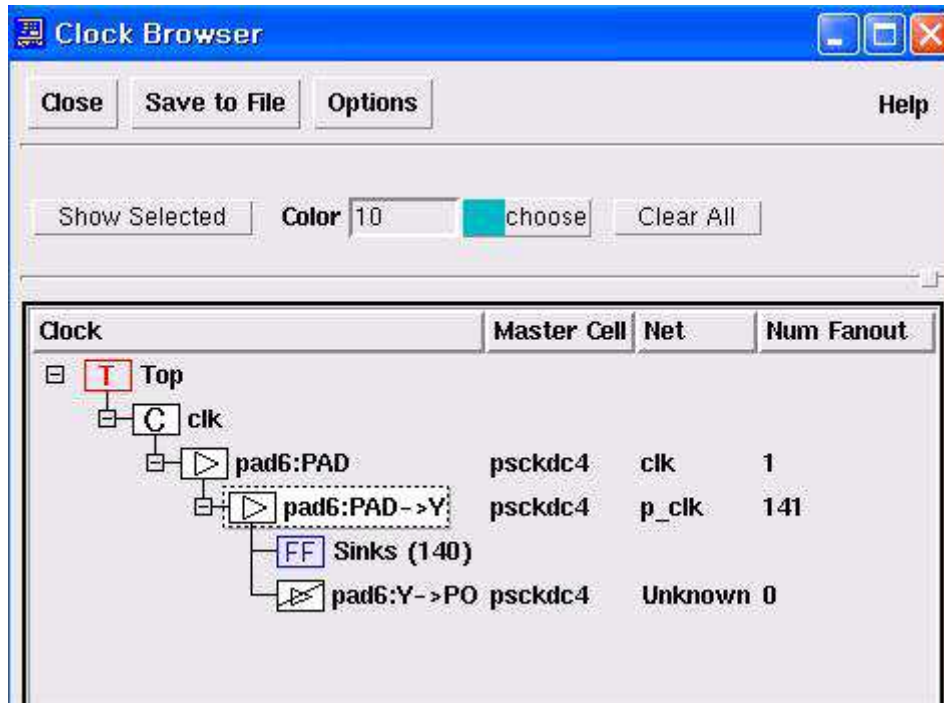 Clock Browser
Close Save to File Options Help
Show Selected Color 10 choose Clear All
Clock Master Cell Net Num Fanout
T Top
C clk
pad6:PAD psckdc4 clk 1
pad6:PAD->Y psckdc4 p_clk 141
FF Sinks (140)
pad6:Y->PO psckdc4 Unknown 0